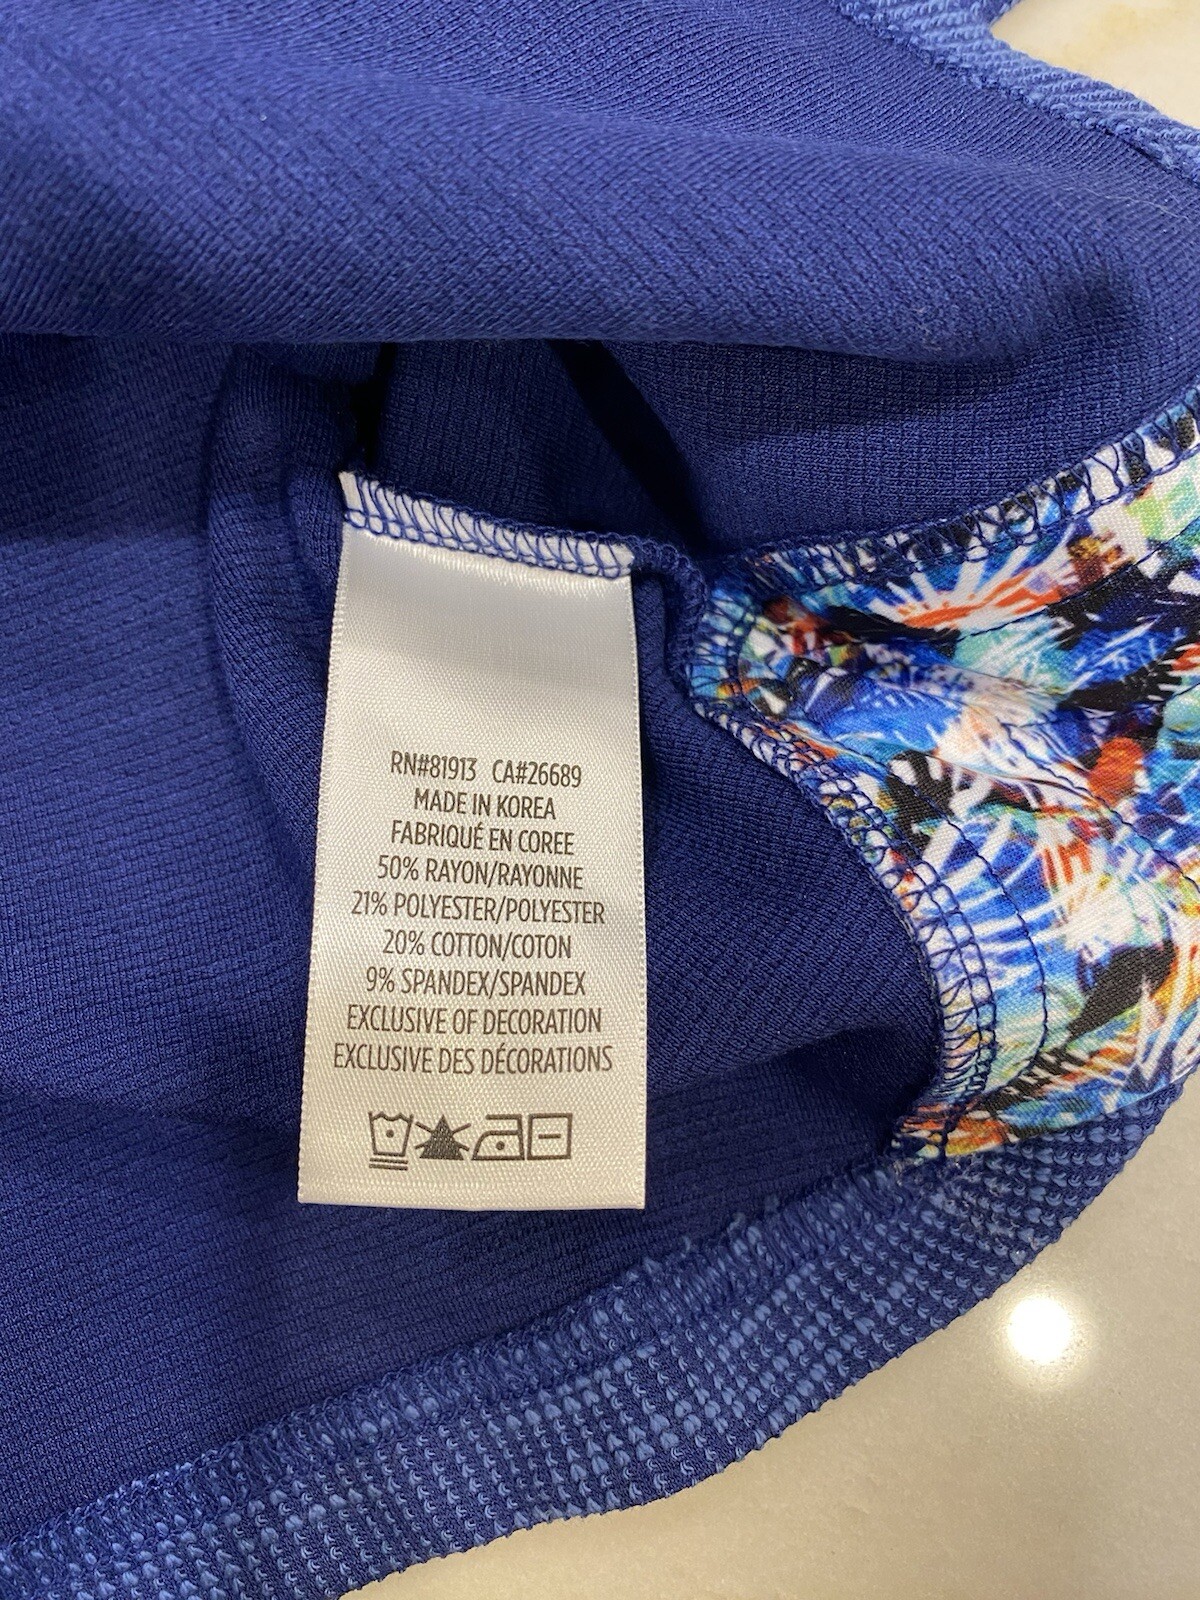 RN#81913 CA#26689
MADE IN KOREA
FABRIQUÉ EN COREE
50% RAYON/RAYONNE
21% POLYESTER/POLYESTER
20% COTTON/COTON
9% SPANDEX/SPANDEX
EXCLUSIVE OF DECORATION
EXCLUSIVE DES DÉCORATIONS